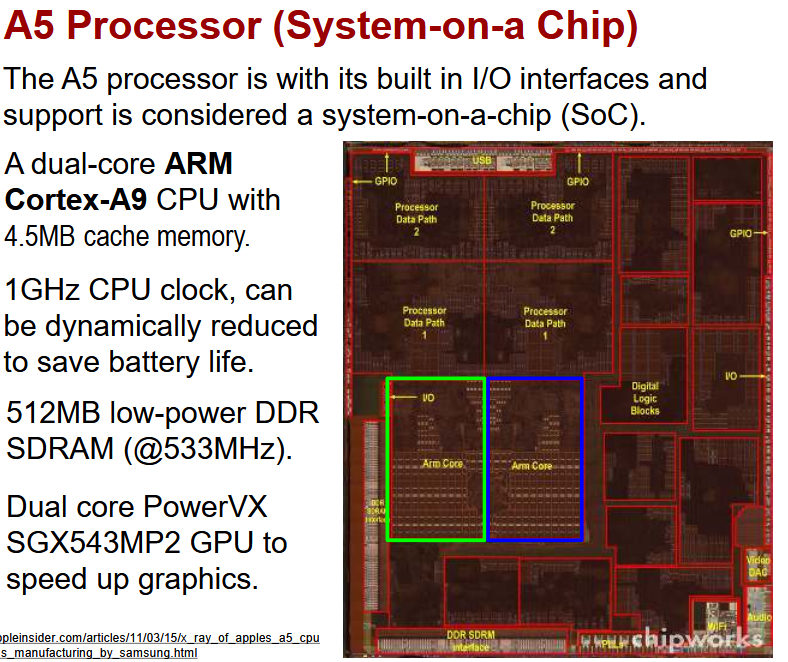 A5 Processor (System-on-a Chip)
The A5 processor is with its built in I/O interfaces and
support is considered a system-on-a-chip (SoC).
A dual-core ARM
Cortex-A9 CPU with
4.5MB cache memory.
1GHz CPU clock, can
be dynamically reduced
to save battery life.
512MB low-power DDR
SDRAM (@533MHz).
Dual core PowerVX
SGX543MP2 GPU to
speed up graphics.
ppleinsider.com/articles/11/03/15/x_ray_of_apples_a5_cpu
s_manufacturing_by_samsung.html
USB
GPIO
GPIO
Processor
Data Path
2
Processor
Data Path
2
GPIO
Processor
Data Path
1
Processor
Data Path
1
I/O
I/O
Digital
Logic
Blocks
Arm Core
Arm Core
DDR
SDRAM
Interface
Video
DAC
Audio
WiFi
DDR SDRM
Interface
PLLs
chipworks